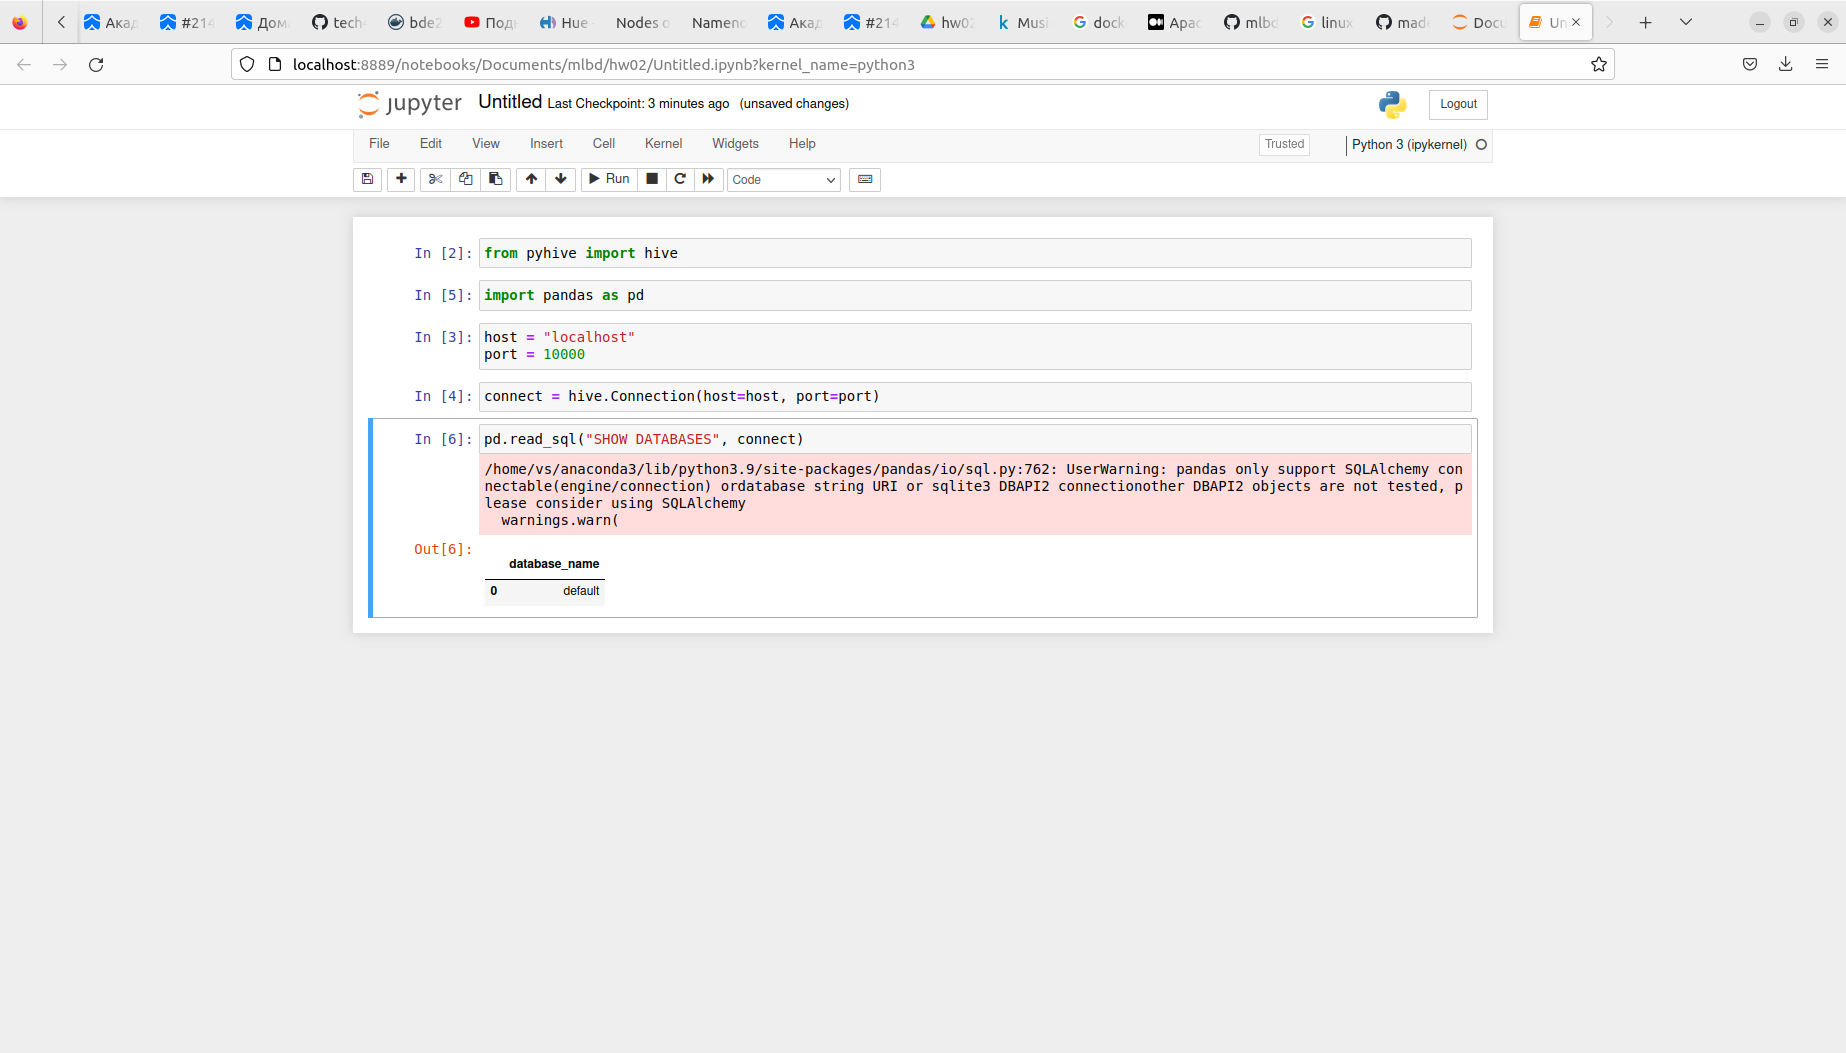 Акад
#214
Дом
tech
bde2
Под
Hue
Nodes o
Nameno
Акад
#214
hw02
Musi
dock
Apac
mlbd
linux
made
Docu
Un
localhost:8889/notebooks/Documents/mlbd/hw02/Untitled.ipynb?kernel_name=python3
jupyter Untitled Last Checkpoint: 3 minutes ago (unsaved changes) Logout
File Edit View Insert Cell Kernel Widgets Help Trusted Python 3 (ipykernel)
Run Code
In [2]: from pyhive import hive
In [5]: import pandas as pd
In [3]: host = "localhost"
port = 10000
In [4]: connect = hive.Connection(host=host, port=port)
In [6]: pd.read_sql("SHOW DATABASES", connect)
/home/vs/anaconda3/lib/python3.9/site-packages/pandas/io/sql.py:762: UserWarning: pandas only support SQLAlchemy con
nectable(engine/connection) ordatabase string URI or sqlite3 DBAPI2 connectionother DBAPI2 objects are not tested, p
lease consider using SQLAlchemy
warnings.warn(
Out[6]:
database_name
0 default